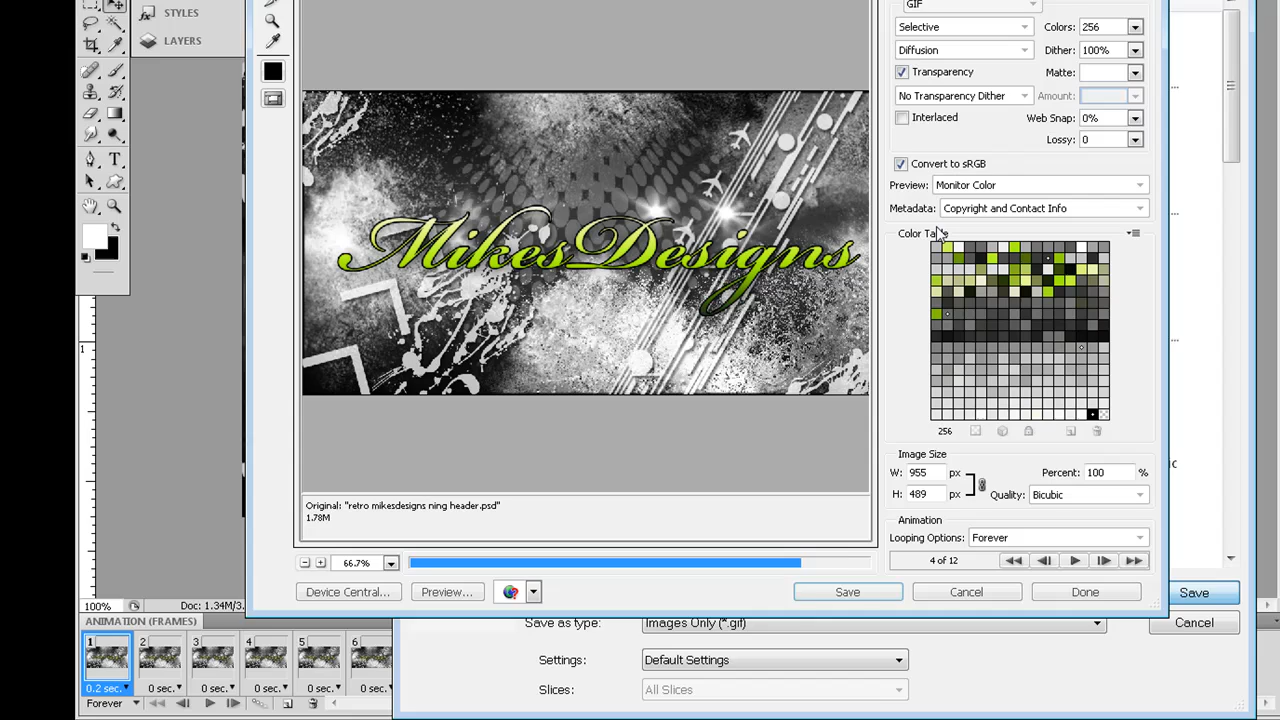 STYLES
LAYERS
GIF
Selective
Colors: 256
Diffusion
Dither: 100%
Transparency
Matte:
No Transparency Dither
Amount:
Interlaced
Web Snap: 0%
Lossy: 0
Convert to sRGB
Preview: Monitor Color
Metadata: Copyright and Contact Info
Color Table
MikesDesigns
256
Image Size
W: 955 px
Percent: 100 %
H: 489 px
Quality: Bicubic
Original: "retro mikesdesigns ning header.psd"
1.78M
Animation
Looping Options: Forever
4 of 12
66.7%
Device Central...
Preview...
Save
Cancel
Done
Save
1
100%
Doc: 1.34M/3.
ANIMATION (FRAMES)
Save as type: Images Only (*.gif)
Cancel
1 2 3 4 5 6
Settings: Default Settings
0.2 sec. 0 sec. 0 sec. 0 sec. 0 sec. 0 sec.
Slices: All Slices
Forever